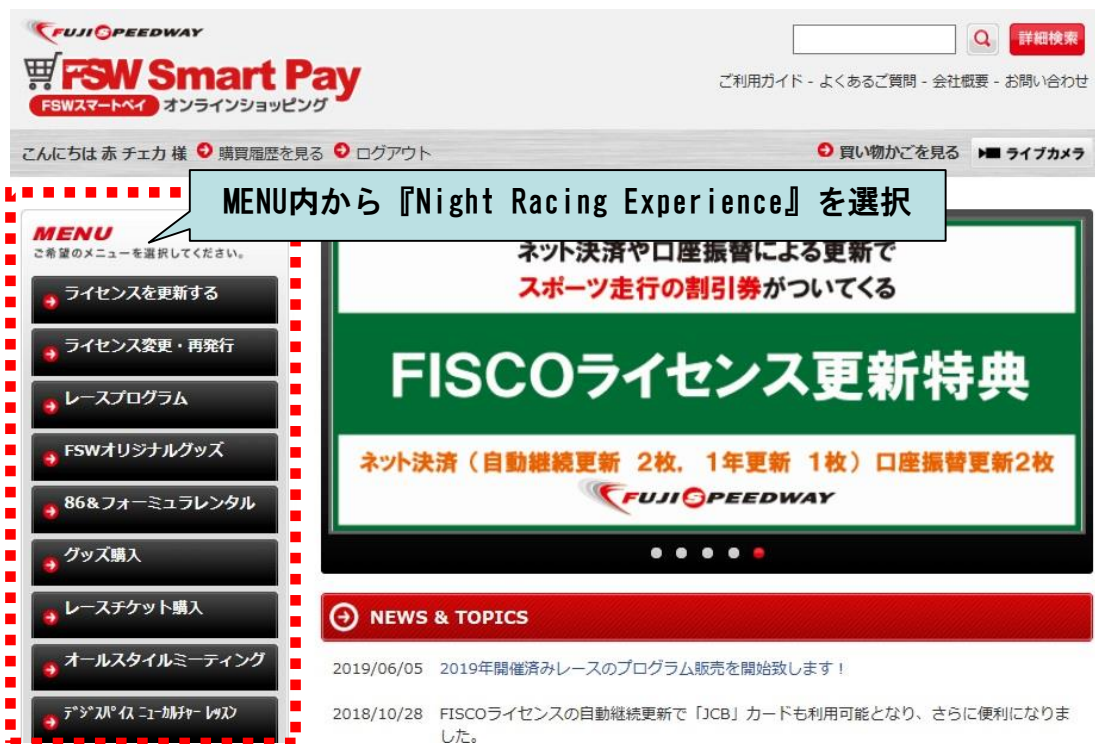 FUJI SPEEDWAY
詳細検索
FSW Smart Pay
FSWスマートペイ オンラインショッピング
ご利用ガイド - よくあるご質問 - 会社概要 - お問い合わせ
こんにちは 赤 チェカ 様 購買履歴を見る ログアウト
買い物かごを見る ライブカメラ
MENU内から『Night Racing Experience』を選択
MENU
ご希望のメニューを選択してください。
ライセンスを更新する
ライセンス変更・再発行
レースプログラム
FSWオリジナルグッズ
86&フォーミュラレンタル
グッズ購入
レースチケット購入
オールスタイルミーティング
デジスパイス ニューカルチャー レッスン
ネット決済や口座振替による更新で
スポーツ走行の割引券がついてくる
FISCOライセンス更新特典
ネット決済（自動継続更新 2枚, 1年更新 1枚）口座振替更新2枚
FUJI SPEEDWAY
NEWS & TOPICS
2019/06/05 2019年開催済みレースのプログラム販売を開始致します！
2018/10/28 FISCOライセンスの自動継続更新で「JCB」カードも利用可能となり、さらに便利になりま
した。